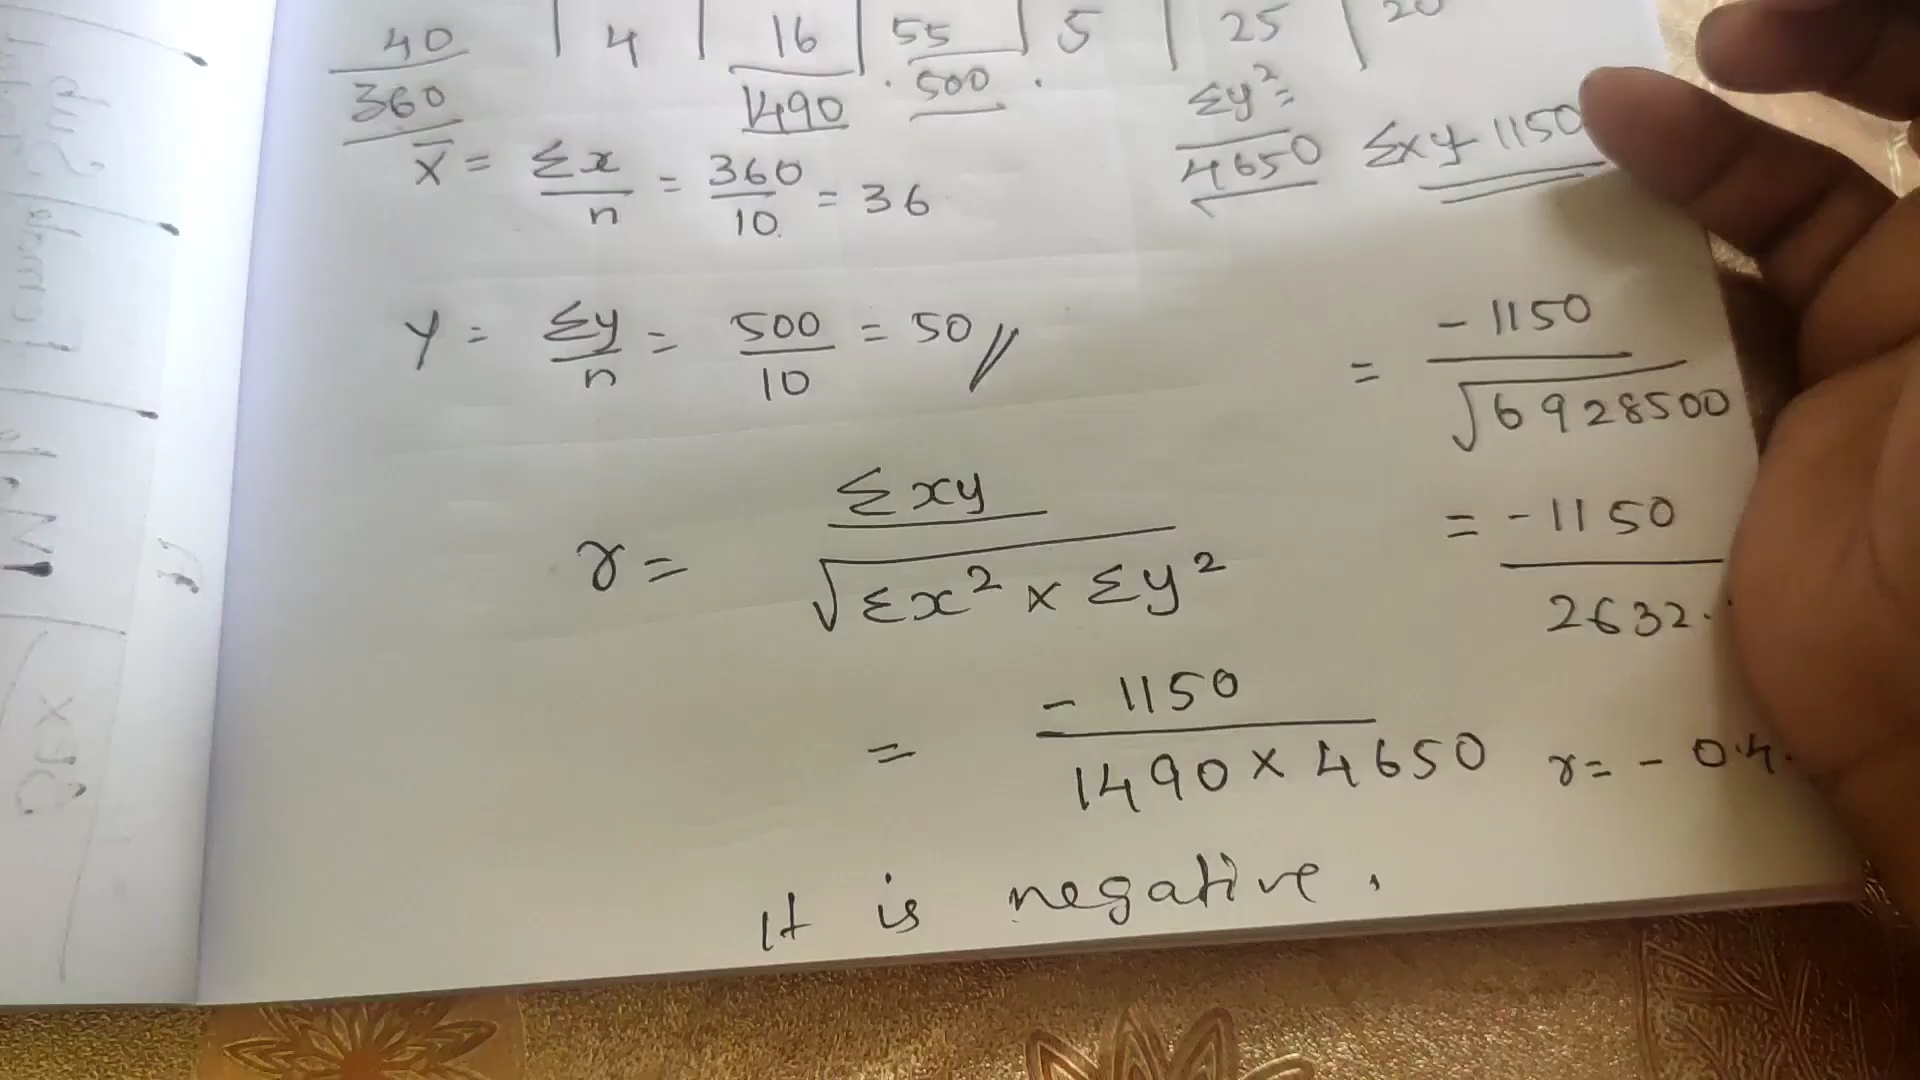 40 | 4 | 16 | 55 | 5 | 25 | 20
360 1490 . 500 . Σy²=
4650 Σxy-1150
X̄ = Σx/n = 360/10 = 36
Y = Σy/n = 500/10 = 50 //
= -1150/√6928500
r = Σxy/√Σx² × Σy²
= -1150/2632.
= -1150/1490 × 4650
r = - 0.4.
it is negative.